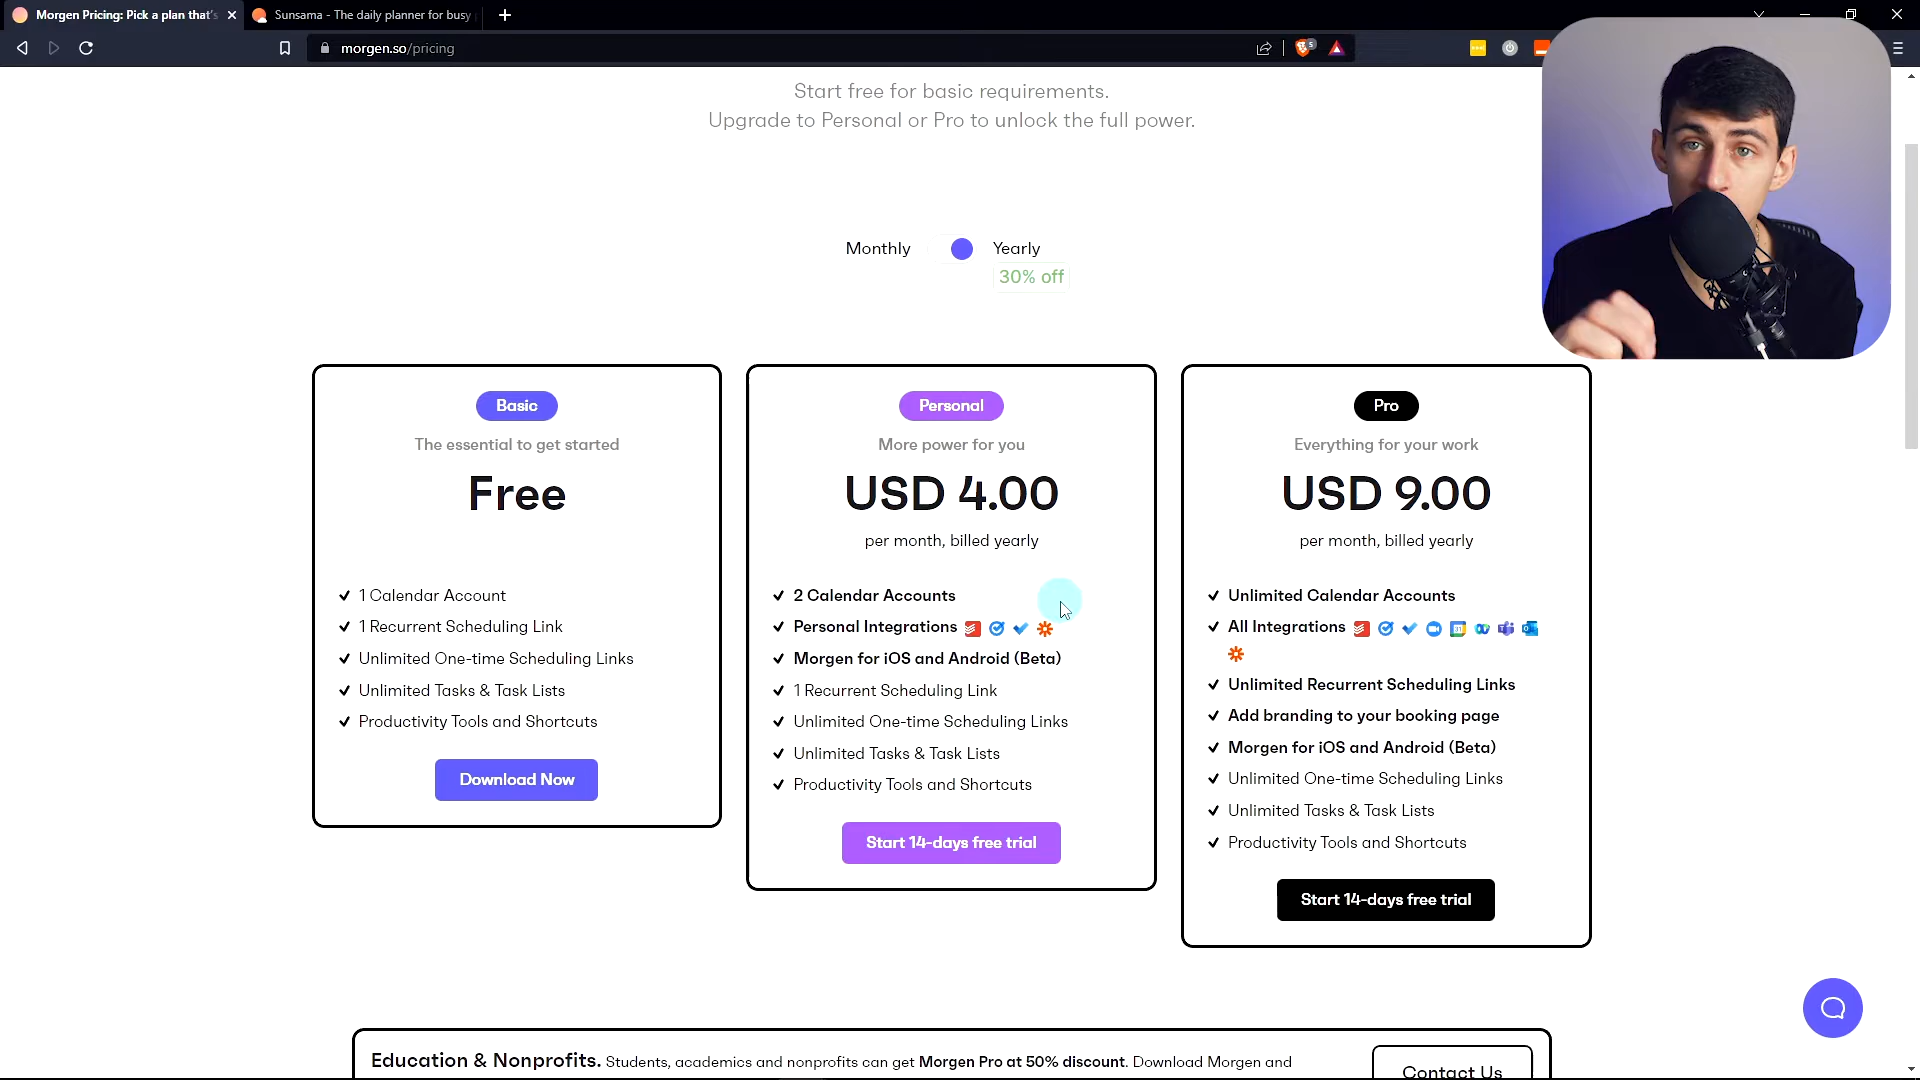 Morgen Pricing: Pick a plan that's
Sunsama - The daily planner for busy
morgen.so/pricing
Start free for basic requirements.
Upgrade to Personal or Pro to unlock the full power.
Monthly
Yearly
30% off
Basic
The essential to get started
Free
1 Calendar Account
1 Recurrent Scheduling Link
Unlimited One-time Scheduling Links
Unlimited Tasks & Task Lists
Productivity Tools and Shortcuts
Download Now
Personal
More power for you
USD 4.00
per month, billed yearly
2 Calendar Accounts
Personal Integrations
Morgen for iOS and Android (Beta)
1 Recurrent Scheduling Link
Unlimited One-time Scheduling Links
Unlimited Tasks & Task Lists
Productivity Tools and Shortcuts
Start 14-days free trial
Pro
Everything for your work
USD 9.00
per month, billed yearly
Unlimited Calendar Accounts
All Integrations
Unlimited Recurrent Scheduling Links
Add branding to your booking page
Morgen for iOS and Android (Beta)
Unlimited One-time Scheduling Links
Unlimited Tasks & Task Lists
Productivity Tools and Shortcuts
Start 14-days free trial
Education & Nonprofits. Students, academics and nonprofits can get Morgen Pro at 50% discount. Download Morgen and
Contact Us